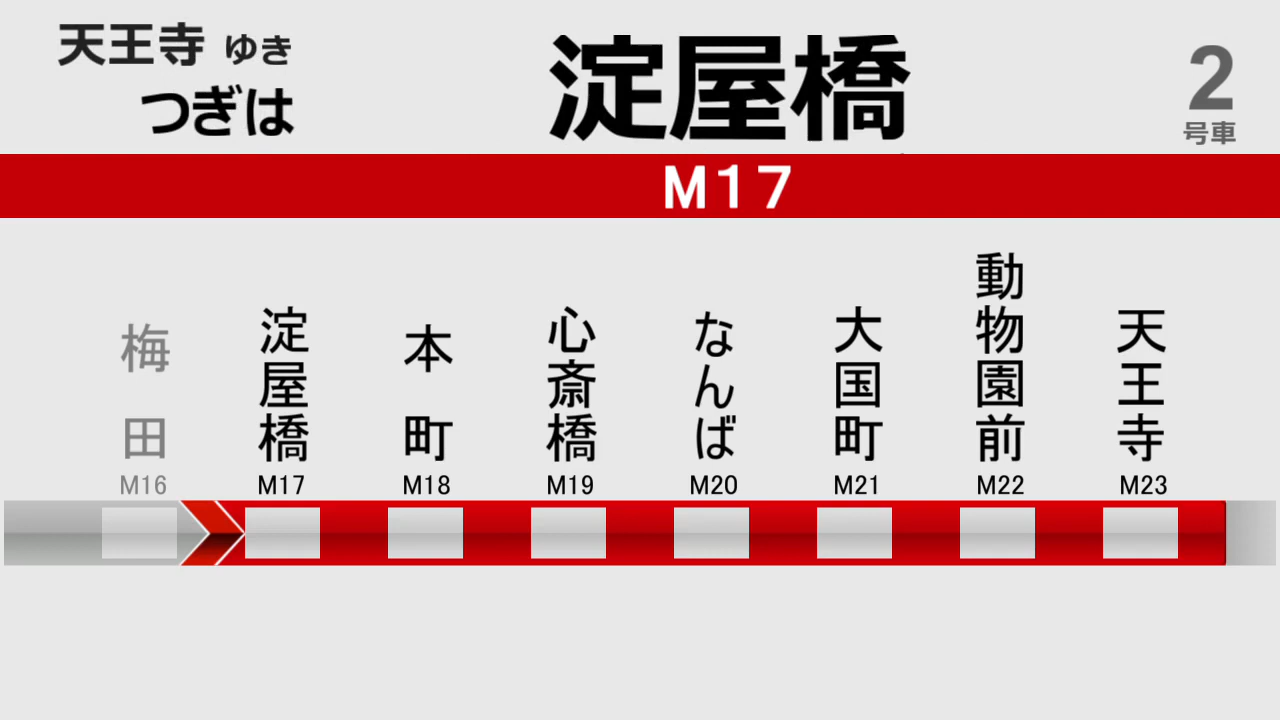 天王寺 ゆき
つぎは
淀屋橋
2
号車
M17
梅田
M16
淀屋橋
M17
本町
M18
心斎橋
M19
なんば
M20
大国町
M21
動物園前
M22
天王寺
M23